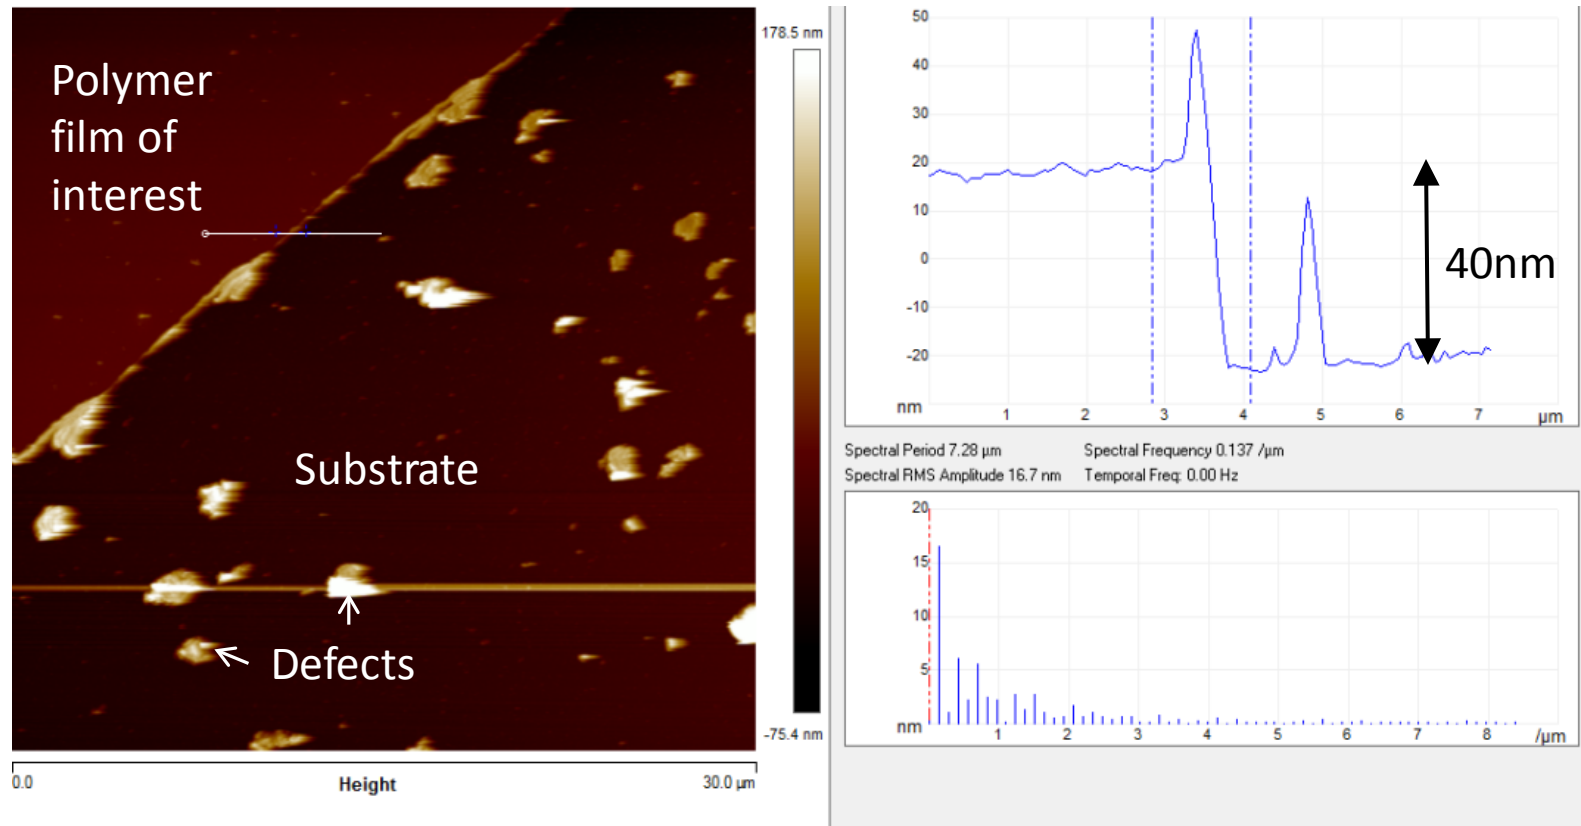 Polymer
film of
interest
Substrate
Defects
178.5 nm
-75.4 nm
0.0
Height
30.0 µm
50
40
30
20
10
0
-10
-20
nm
1 2 3 4 5 6 7 µm
40nm
Spectral Period 7.28 µm Spectral Frequency 0.137 /µm
Spectral RMS Amplitude 16.7 nm Temporal Freq: 0.00 Hz
20
15
10
5
nm
1 2 3 4 5 6 7 8 /µm